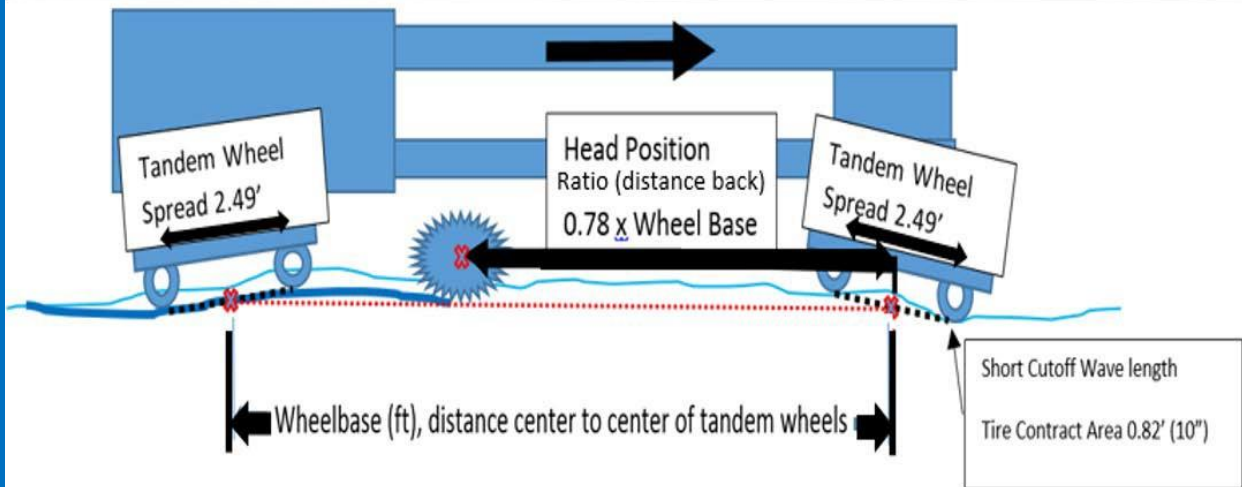 Tandem Wheel
Spread 2.49’
Head Position
Ratio (distance back)
0.78 x Wheel Base
Tandem Wheel
Spread 2.49’
Short Cutoff Wave length
Tire Contract Area 0.82’ (10”)
Wheelbase (ft), distance center to center of tandem wheels